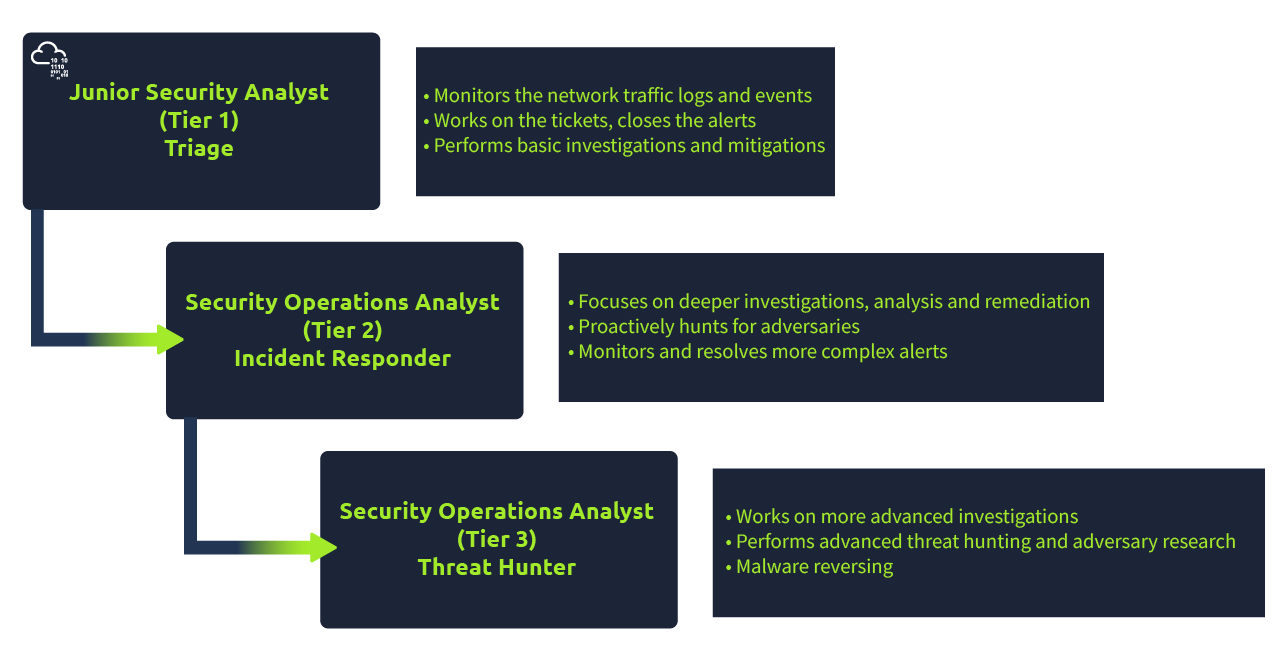 Junior Security Analyst
(Tier 1)
Triage
• Monitors the network traffic logs and events
• Works on the tickets, closes the alerts
• Performs basic investigations and mitigations
Security Operations Analyst
(Tier 2)
Incident Responder
• Focuses on deeper investigations, analysis and remediation
• Proactively hunts for adversaries
• Monitors and resolves more complex alerts
Security Operations Analyst
(Tier 3)
Threat Hunter
• Works on more advanced investigations
• Performs advanced threat hunting and adversary research
• Malware reversing